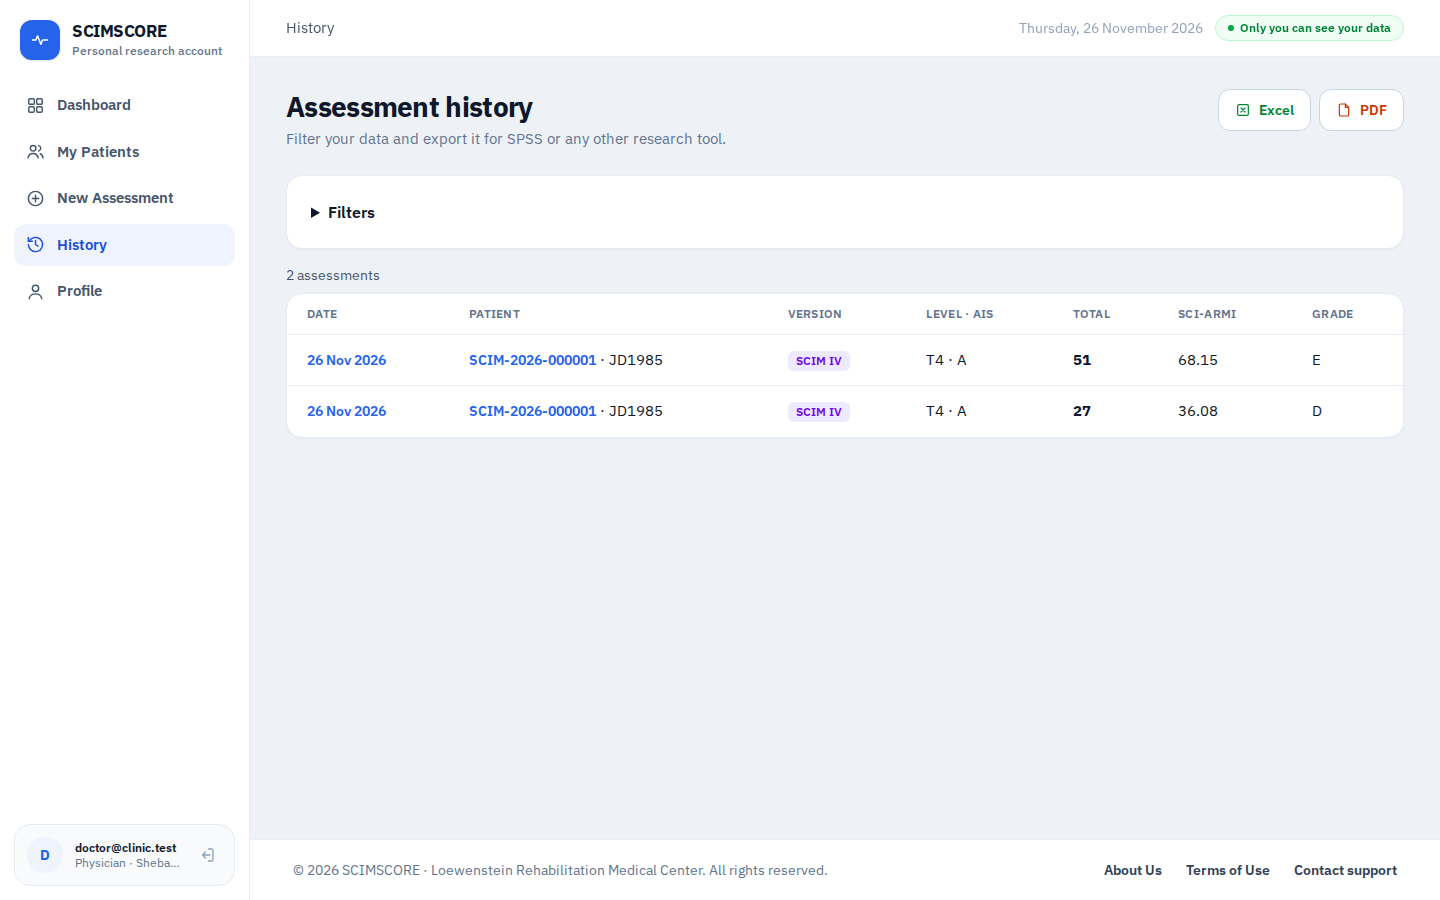 SCIMSCORE
Personal research account
Dashboard
My Patients
New Assessment
History
Profile
doctor@clinic.test
Physician · Sheba...
D
History
Thursday, 26 November 2026
Only you can see your data
Assessment history
Filter your data and export it for SPSS or any other research tool.
Excel
PDF
Filters
2 assessments
DATE PATIENT VERSION LEVEL · AIS TOTAL SCI-ARMI GRADE
26 Nov 2026 SCIM-2026-000001 · JD1985 SCIM IV T4 · A 51 68.15 E
26 Nov 2026 SCIM-2026-000001 · JD1985 SCIM IV T4 · A 27 36.08 D
© 2026 SCIMSCORE · Loewenstein Rehabilitation Medical Center. All rights reserved.
About Us Terms of Use Contact support